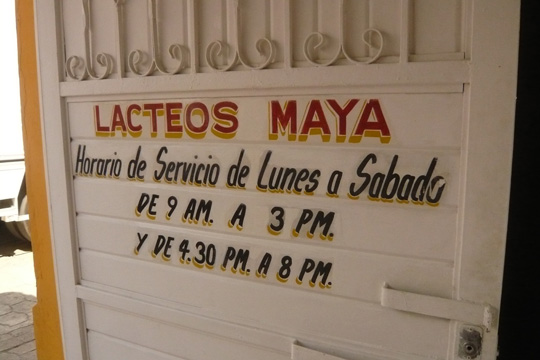 LACTEOS MAYA
Horario de Servicio de Lunes a Sabado
DE 9 AM. A 3 PM.
Y DE 4.30 PM. A 8 PM.